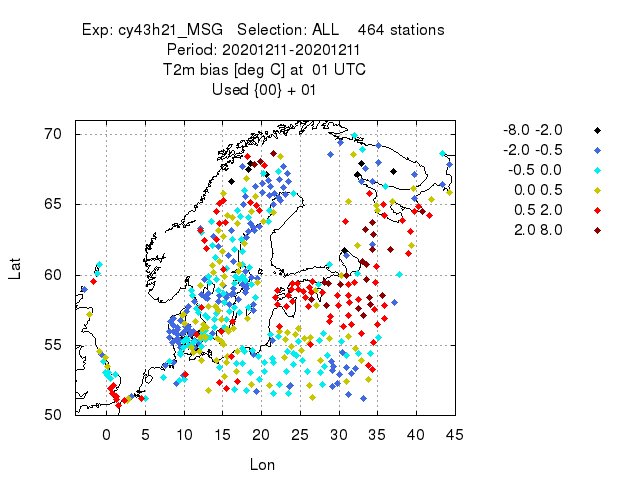 Exp: cy43h21_MSG   Selection: ALL    464 stations
Period: 20201211-20201211
T2m bias [deg C] at  01 UTC
Used {00} + 01
-8.0 -2.0
-2.0 -0.5
-0.5 0.0
0.0 0.5
0.5 2.0
2.0 8.0
70
65
60
55
50
Lat
0 5 10 15 20 25 30 35 40 45
Lon